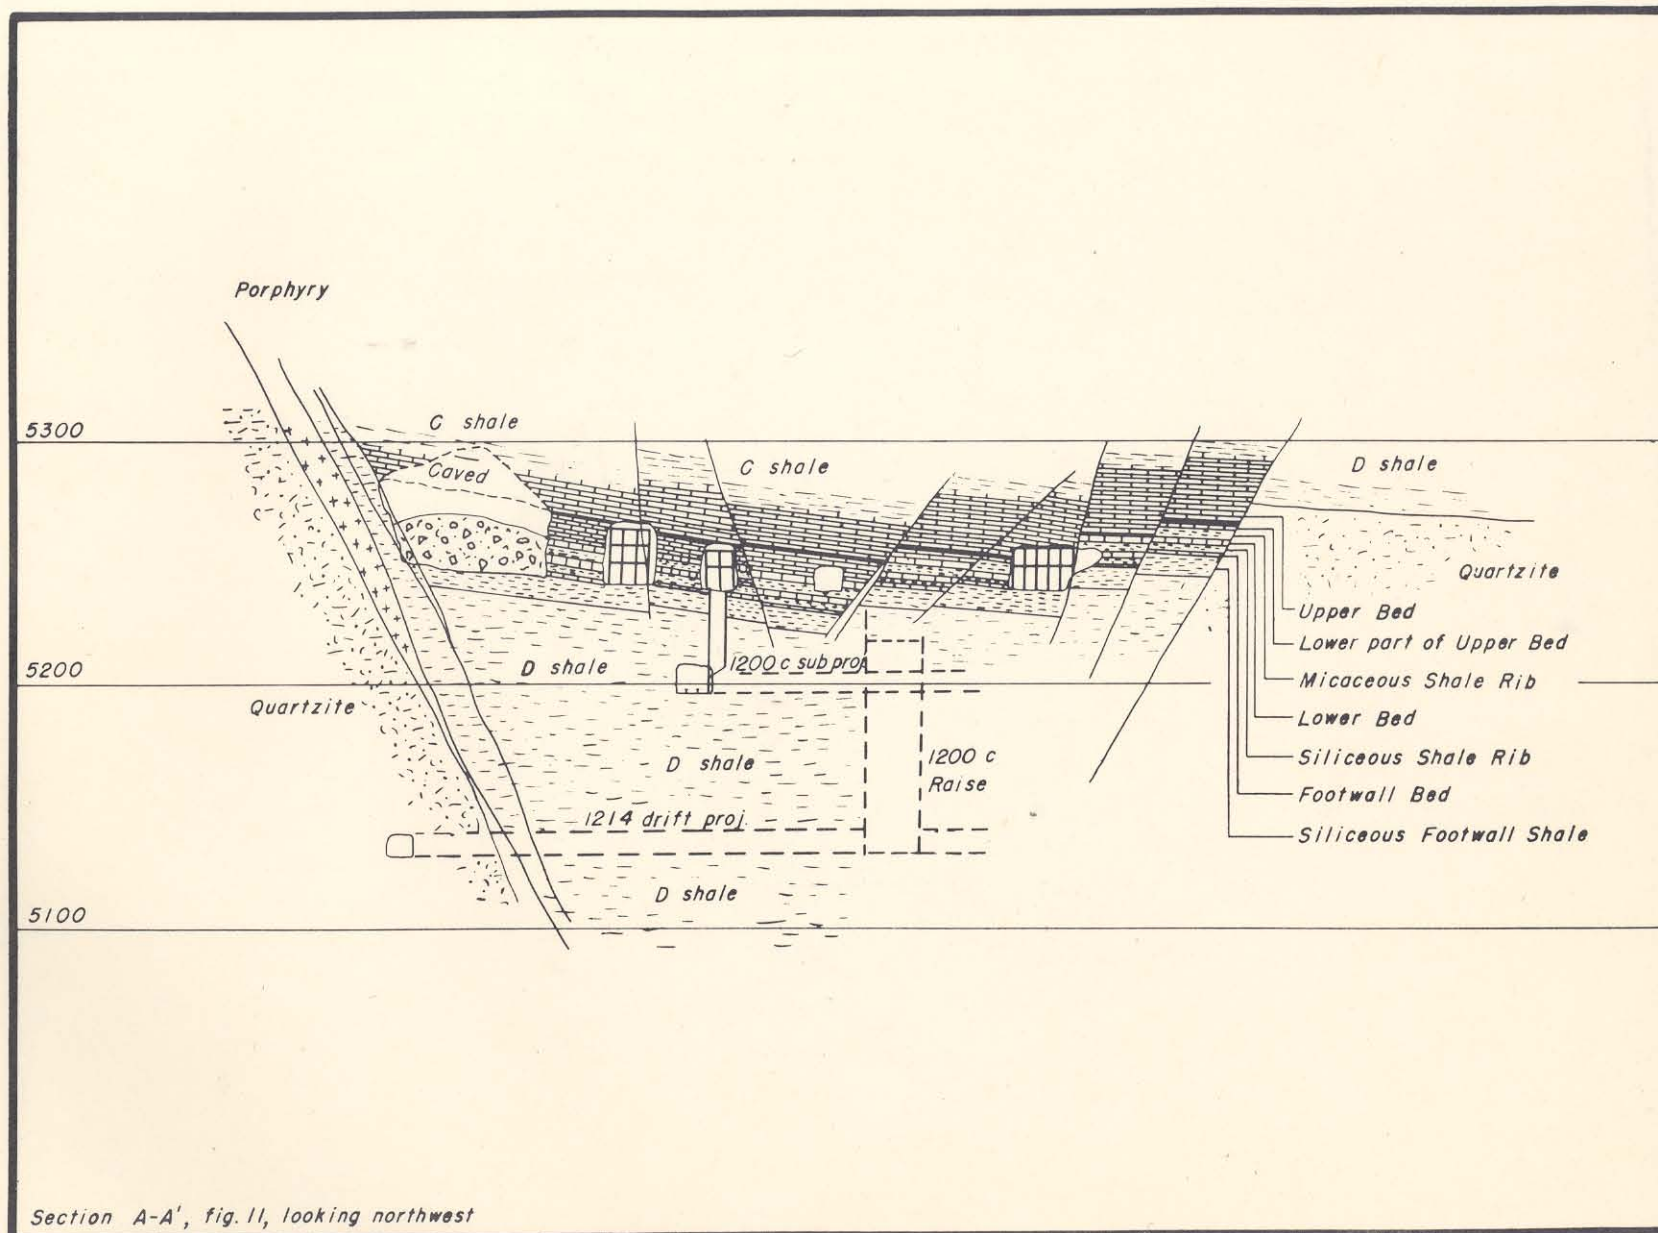 Porphyry
5300
C shale
Caved
C shale
D shale
Quartzite
Upper Bed
Lower part of Upper Bed
Micaceous Shale Rib
Lower Bed
Siliceous Shale Rib
Footwall Bed
Siliceous Footwall Shale
5200
D shale
1200 c sub proj
Quartzite
D shale
1200 c
Raise
1214 drift proj.
D shale
5100
Section A-A', fig. 11, looking northwest